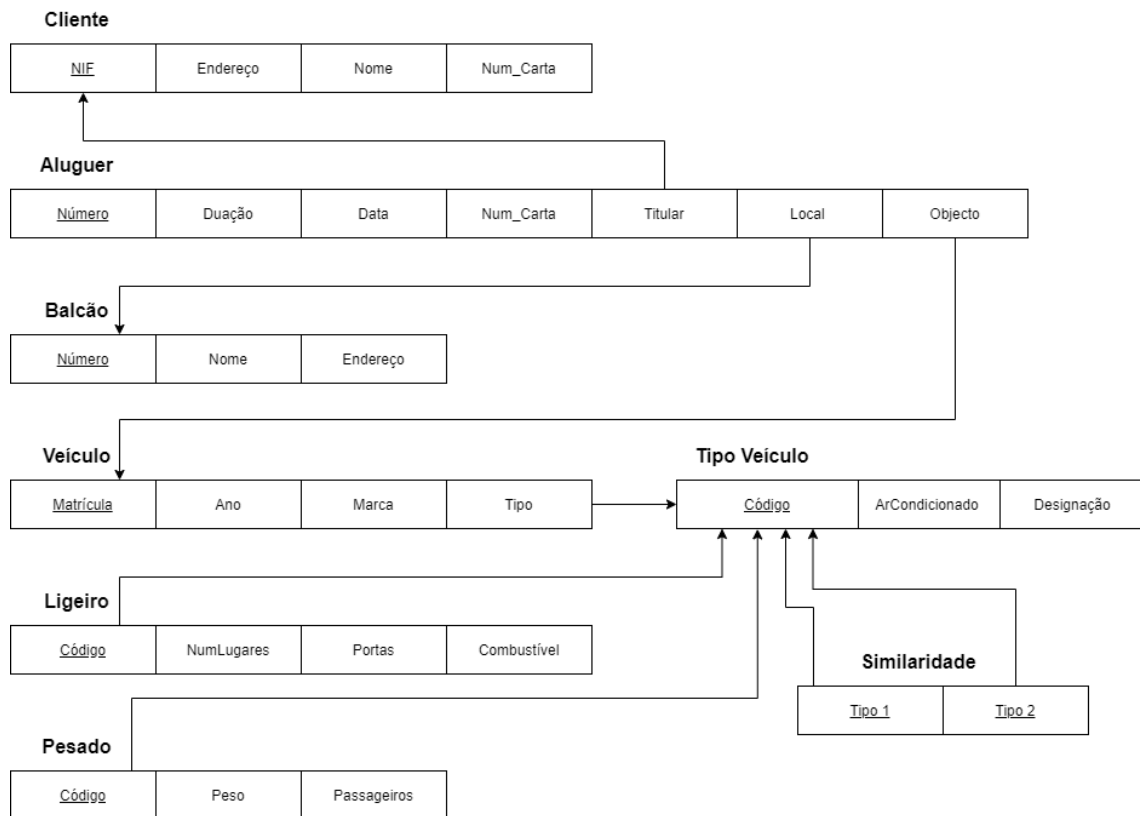 Cliente
NIF Endereço Nome Num_Carta
Aluguer
Número Duação Data Num_Carta Titular Local Objecto
Balcão
Número Nome Endereço
Veículo Tipo Veículo
Matrícula Ano Marca Tipo Código ArCondicionado Designação
Ligeiro
Código NumLugares Portas Combustível
Similaridade
Tipo 1 Tipo 2
Pesado
Código Peso Passageiros